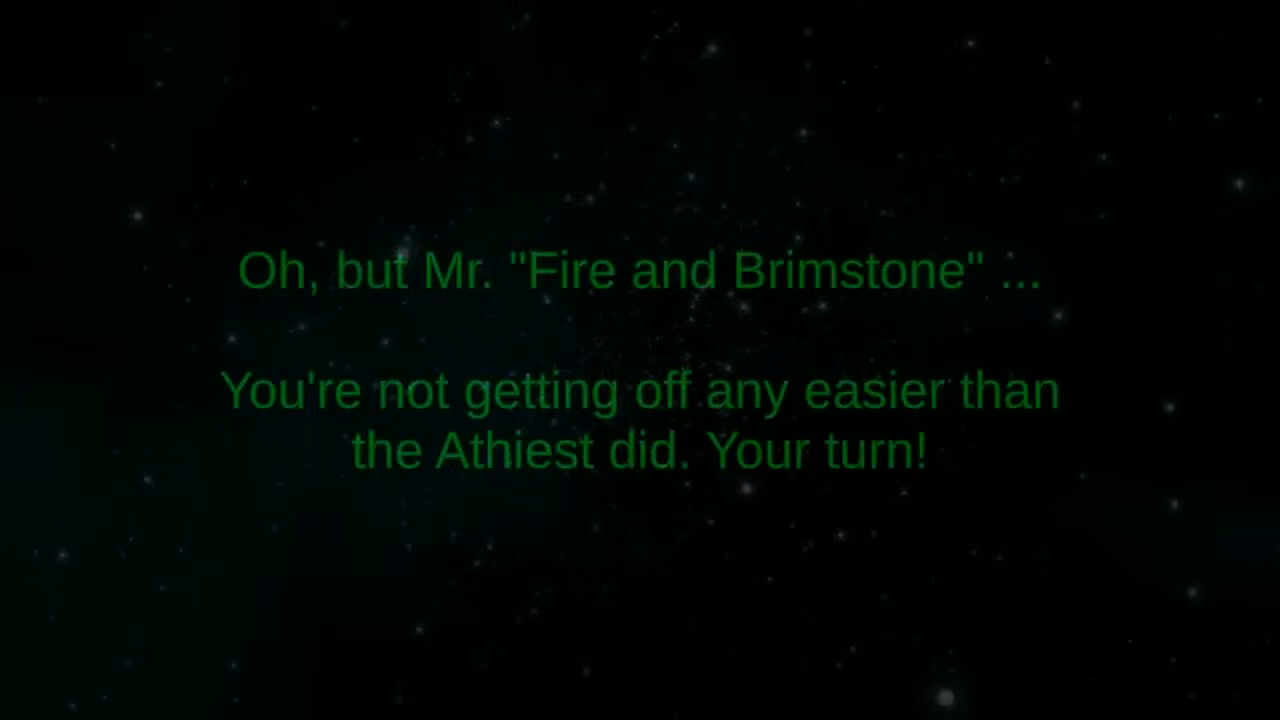 Oh, but Mr. "Fire and Brimstone" ...
You're not getting off any easier than
the Athiest did. Your turn!